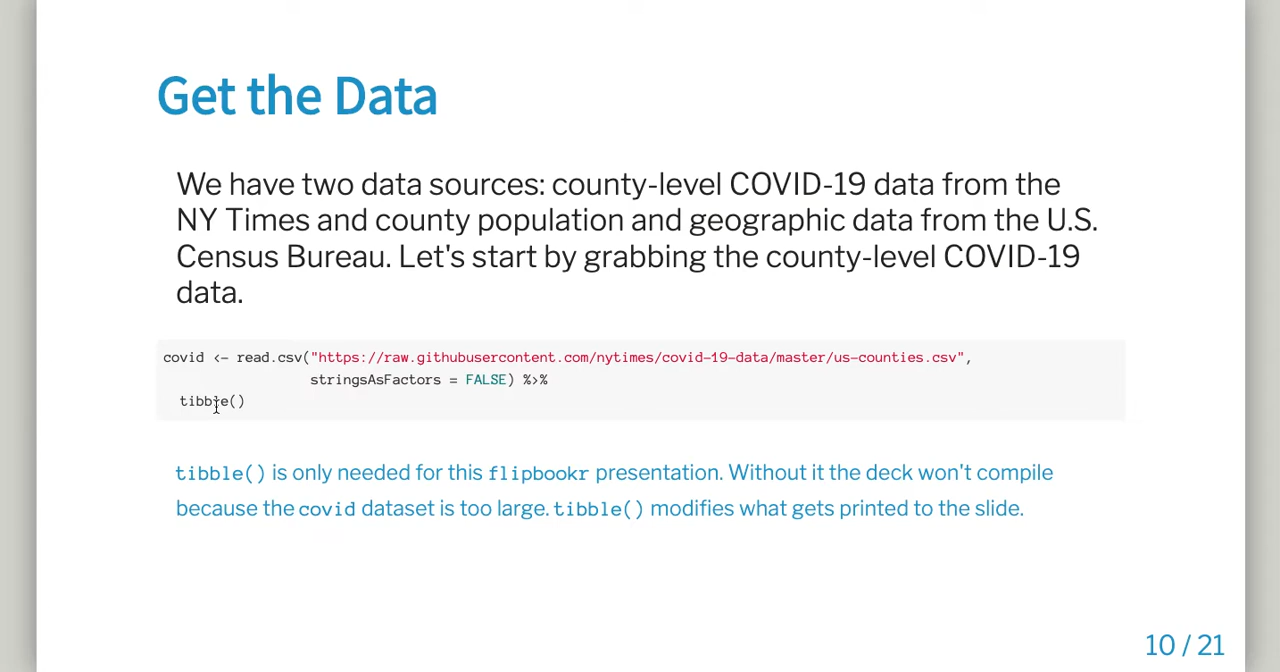 Get the Data
We have two data sources: county-level COVID-19 data from the
NY Times and county population and geographic data from the U.S.
Census Bureau. Let's start by grabbing the county-level COVID-19
data.
covid <- read.csv("https://raw.githubusercontent.com/nytimes/covid-19-data/master/us-counties.csv",
stringsAsFactors = FALSE) %>%
tibble()
tibble() is only needed for this flipbookr presentation. Without it the deck won't compile
because the covid dataset is too large. tibble() modifies what gets printed to the slide.
10 / 21